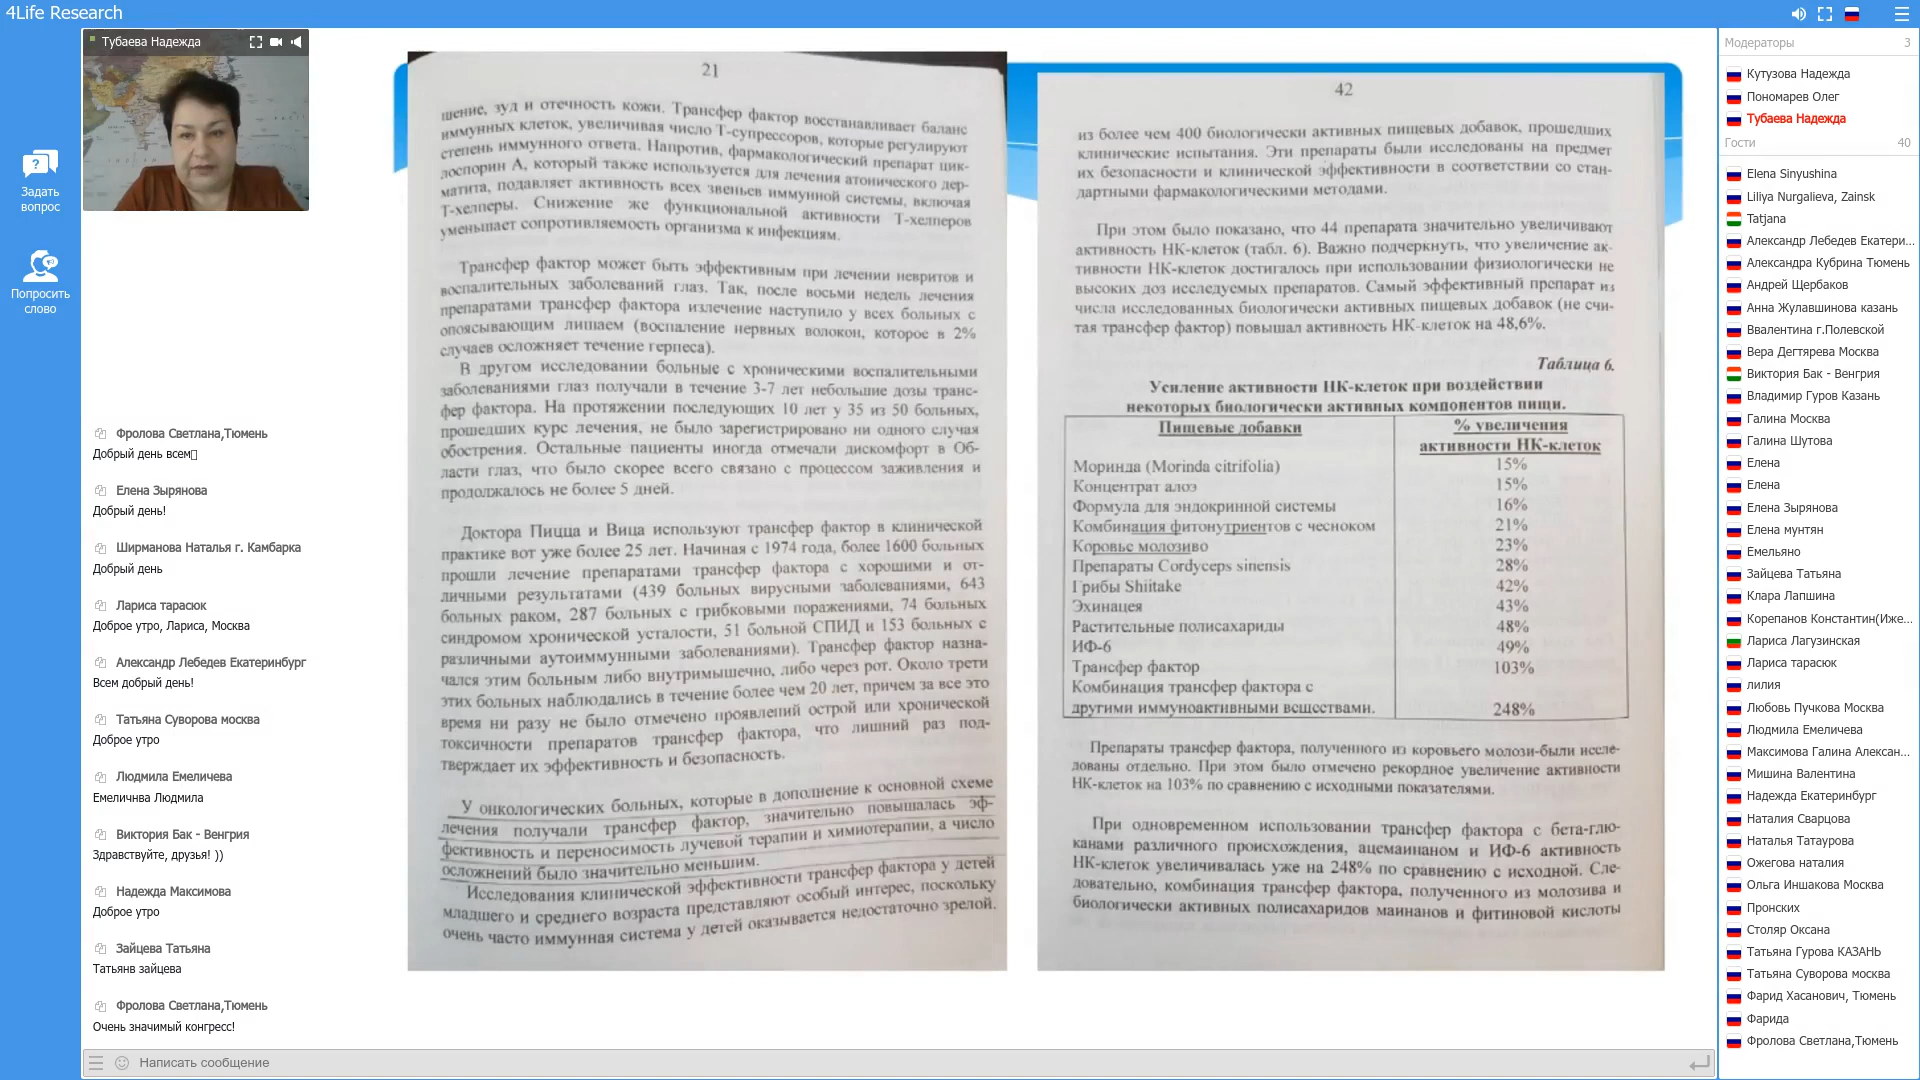 4Life Research
Задать
вопрос
Попросить
слово
Тубаева Надежда
Фролова Светлана,Тюмень
Добрый день всем
Елена Зырянова
Добрый день!
Ширманова Наталья г. Камбарка
Добрый день
Лариса тарасюк
Доброе утро, Лариса, Москва
Александр Лебедев Екатеринбург
Всем добрый день!
Татьяна Суворова москва
Доброе утро
Людмила Емеличева
Емеличнва Людмила
Виктория Бак - Венгрия
Здравствуйте, друзья! ))
Надежда Максимова
Доброе утро
Зайцева Татьяна
Татьянв зайцева
Фролова Светлана,Тюмень
Очень значимый конгресс!
Написать сообщение
21
шение, зуд и отечность кожи. Трансфер фактор восстанавливает баланс
иммунных клеток, увеличивая число Т-супрессоров, которые регулируют
степень иммунного ответа. Напротив, фармакологический препарат цик-
лоспорин А, который также используется для лечения атонического дер-
матита, подавляет активность всех звеньев иммунной системы, включая
Т-хелперы. Снижение же функциональной активности Т-хелперов
уменьшает сопротивляемость организма к инфекциям.
Трансфер фактор может быть эффективным при лечении невритов и
воспалительных заболеваний глаз. Так, после восьми недель лечения
препаратами трансфер фактора излечение наступило у всех больных с
опоясывающим лишаем (воспаление нервных волокон, которое в 2%
случаев осложняет течение герпеса).
В другом исследовании больные с хроническими воспалительными
заболеваниями глаз получали в течение 3-7 лет небольшие дозы транс-
фер фактора. На протяжении последующих 10 лет у 35 из 50 больных,
прошедших курс лечения, не было зарегистрировано ни одного случая
обострения. Остальные пациенты иногда отмечали дискомфорт в Об-
ласти глаз, что было скорее всего связано с процессом заживления и
продолжалось не более 5 дней.
Доктора Пицца и Вица используют трансфер фактор в клинической
практике вот уже более 25 лет. Начиная с 1974 года, более 1600 больных
прошли лечение препаратами трансфер фактора с хорошими и от-
личными результатами (439 больных вирусными заболеваниями, 643
больных раком, 287 больных с грибковыми поражениями, 74 больных
синдромом хронической усталости, 51 больной СПИД и 153 больных с
различными аутоиммунными заболеваниями). Трансфер фактор назна-
чался этим больным либо внутримышечно, либо через рот. Около трети
этих больных наблюдались в течение более чем 20 лет, причем за все это
время ни разу не было отмечено проявлений острой или хронической
токсичности препаратов трансфер фактора, что лишний раз под-
тверждает их эффективность и безопасность.
У онкологических больных, которые в дополнение к основной схеме
лечения получали трансфер фактор, значительно повышалась эф-
фективность и переносимость лучевой терапии и химиотерапии, а число
осложнений было значительно меньшим.
Исследования клинической эффективности трансфер фактора у детей
младшего и среднего возраста представляют особый интерес, поскольку
очень часто иммунная система у детей оказывается недостаточно зрелой.
42
из более чем 400 биологически активных пищевых добавок, прошедших
клинические испытания. Эти препараты были исследованы на предмет
их безопасности и клинической эффективности в соответствии со стан-
дартными фармакологическими методами.
При этом было показано, что 44 препарата значительно увеличивают
активность НК-клеток (табл. 6). Важно подчеркнуть, что увеличение ак-
тивности НК-клеток достигалось при использовании физиологически не
высоких доз исследуемых препаратов. Самый эффективный препарат из
числа исследованных биологически активных пищевых добавок (не счи-
тая трансфер фактор) повышал активность НК-клеток на 48,6%.
Таблица 6.
Усиление активности НК-клеток при воздействии
некоторых биологически активных компонентов пищи.
Пищевые добавки
% увеличения
активности НК-клеток
Моринда (Morinda citrifolia) 15%
Концентрат алоэ 15%
Формула для эндокринной системы 16%
Комбинация фитонутриентов с чесноком 21%
Коровье молозиво 23%
Препараты Cordyceps sinensis 28%
Грибы Shiitake 42%
Эхинацея 43%
Растительные полисахариды 48%
ИФ-6 49%
Трансфер фактор 103%
Комбинация трансфер фактора с
другими иммуноактивными веществами. 248%
Препараты трансфер фактора, полученного из коровьего молози-были иссле-
дованы отдельно. При этом было отмечено рекордное увеличение активности
НК-клеток на 103% по сравнению с исходными показателями.
При одновременном использовании трансфер фактора с бета-глю-
канами различного происхождения, ацемаинаном и ИФ-6 активность
НК-клеток увеличивалась уже на 248% по сравнению с исходной. Сле-
довательно, комбинация трансфер фактора, полученного из молозива и
биологически активных полисахаридов маинанов и фитиновой кислоты
Модераторы 3
Кутузова Надежда
Пономарев Олег
Тубаева Надежда
Гости 40
Elena Sinyushina
Liliya Nurgalieva, Zainsk
Tatjana
Александр Лебедев Екатери...
Александра Кубрина Тюмень
Андрей Щербаков
Анна Жулавшинова казань
Ввалентина г.Полевской
Вера Дегтярева Москва
Виктория Бак - Венгрия
Владимир Гуров Казань
Галина Москва
Галина Шутова
Елена
Елена
Елена Зырянова
Елена мунтян
Емельяно
Зайцева Татьяна
Клара Лапшина
Корепанов Константин(Иже...
Лариса Лагузинская
Лариса тарасюк
лилия
Любовь Пучкова Москва
Людмила Емеличева
Максимова Галина Алексан...
Мишина Валентина
Надежда Екатеринбург
Наталия Сварцова
Наталья Татаурова
Ожегова наталия
Ольга Иншакова Москва
Пронских
Столяр Оксана
Татьяна Гурова КАЗАНЬ
Татьяна Суворова москва
Фарид Хасанович, Тюмень
Фарида
Фролова Светлана,Тюмень